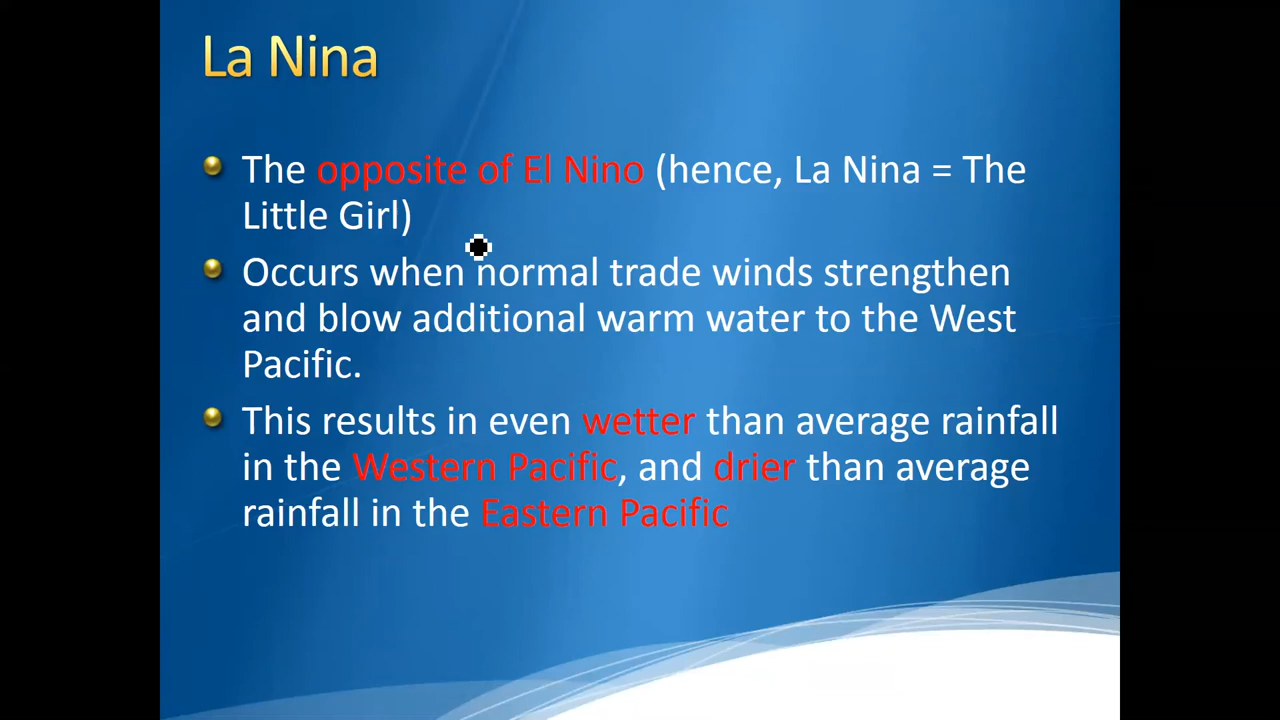 La Nina
The opposite of El Nino (hence, La Nina = The
Little Girl)
Occurs when normal trade winds strengthen
and blow additional warm water to the West
Pacific.
This results in even wetter than average rainfall
in the Western Pacific, and drier than average
rainfall in the Eastern Pacific